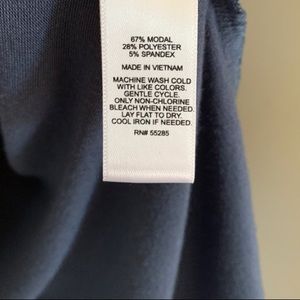 67% MODAL
28% POLYESTER
5% SPANDEX
MADE IN VIETNAM
MACHINE WASH COLD
WITH LIKE COLORS.
GENTLE CYCLE.
ONLY NON-CHLORINE
BLEACH WHEN NEEDED.
LAY FLAT TO DRY.
COOL IRON IF NEEDED.
RN# 55285